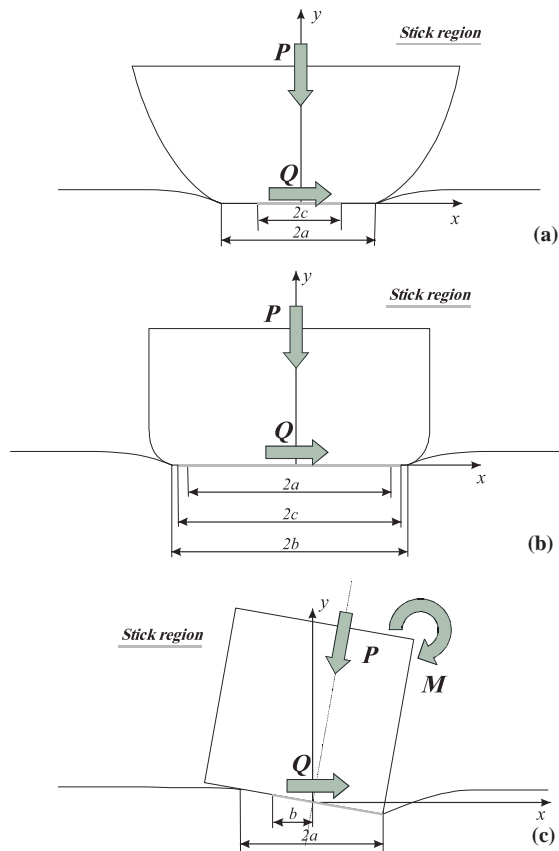 y
Stick region
P
Q
2c
x
2a
(a)
y
Stick region
P
Q
x
2a
2c
2b
(b)
y
Stick region
P
M
Q
b
x
2a
(c)